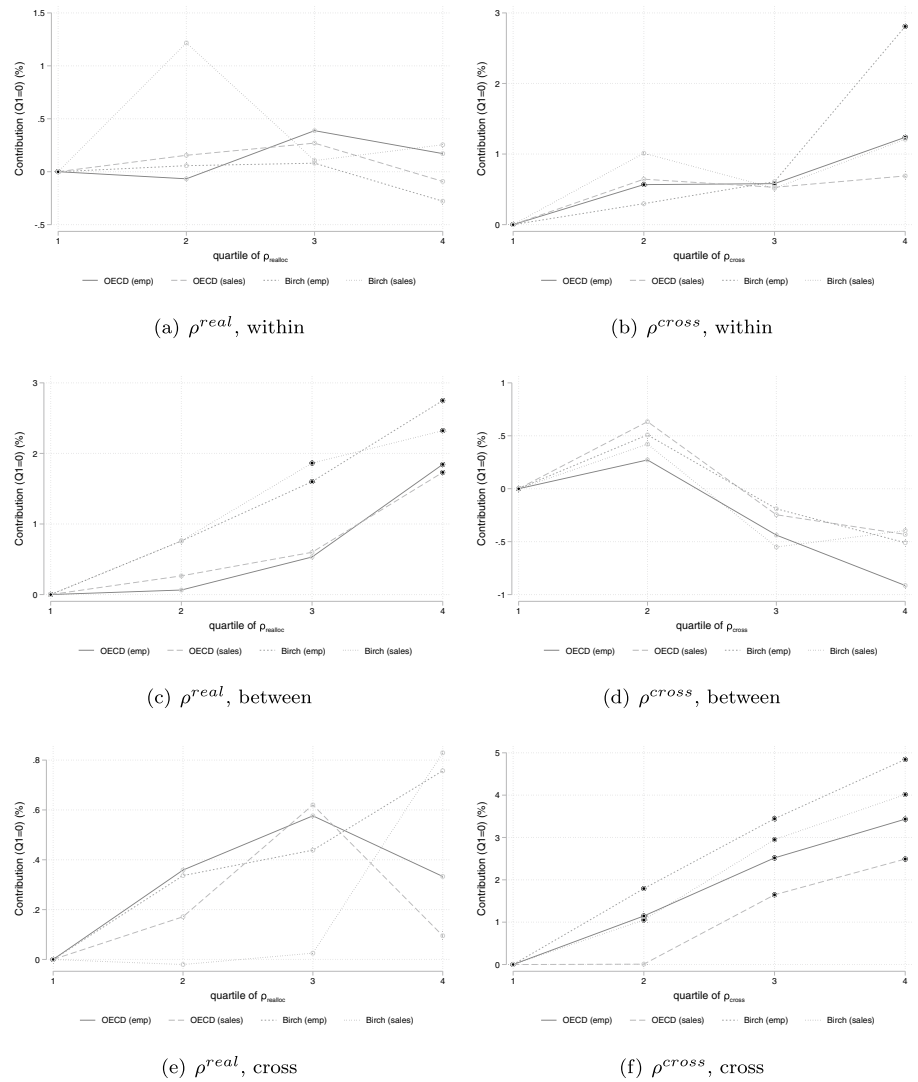 1.5
1
.5
0
-.5
Contribution (Q1=0) (%)
1 2 3 4
quartile of ρrealloc
OECD (emp) OECD (sales) Birch (emp) Birch (sales)
(a) ρ^real, within
3
2
1
0
Contribution (Q1=0) (%)
1 2 3 4
quartile of ρcross
OECD (emp) OECD (sales) Birch (emp) Birch (sales)
(b) ρ^cross, within
3
2
1
0
Contribution (Q1=0) (%)
1 2 3 4
quartile of ρrealloc
OECD (emp) OECD (sales) Birch (emp) Birch (sales)
(c) ρ^real, between
1
.5
0
-.5
-1
Contribution (Q1=0) (%)
1 2 3 4
quartile of ρcross
OECD (emp) OECD (sales) Birch (emp) Birch (sales)
(d) ρ^cross, between
.8
.6
.4
.2
0
Contribution (Q1=0) (%)
1 2 3 4
quartile of ρrealloc
OECD (emp) OECD (sales) Birch (emp) Birch (sales)
(e) ρ^real, cross
5
4
3
2
1
0
Contribution (Q1=0) (%)
1 2 3 4
quartile of ρcross
OECD (emp) OECD (sales) Birch (emp) Birch (sales)
(f) ρ^cross, cross